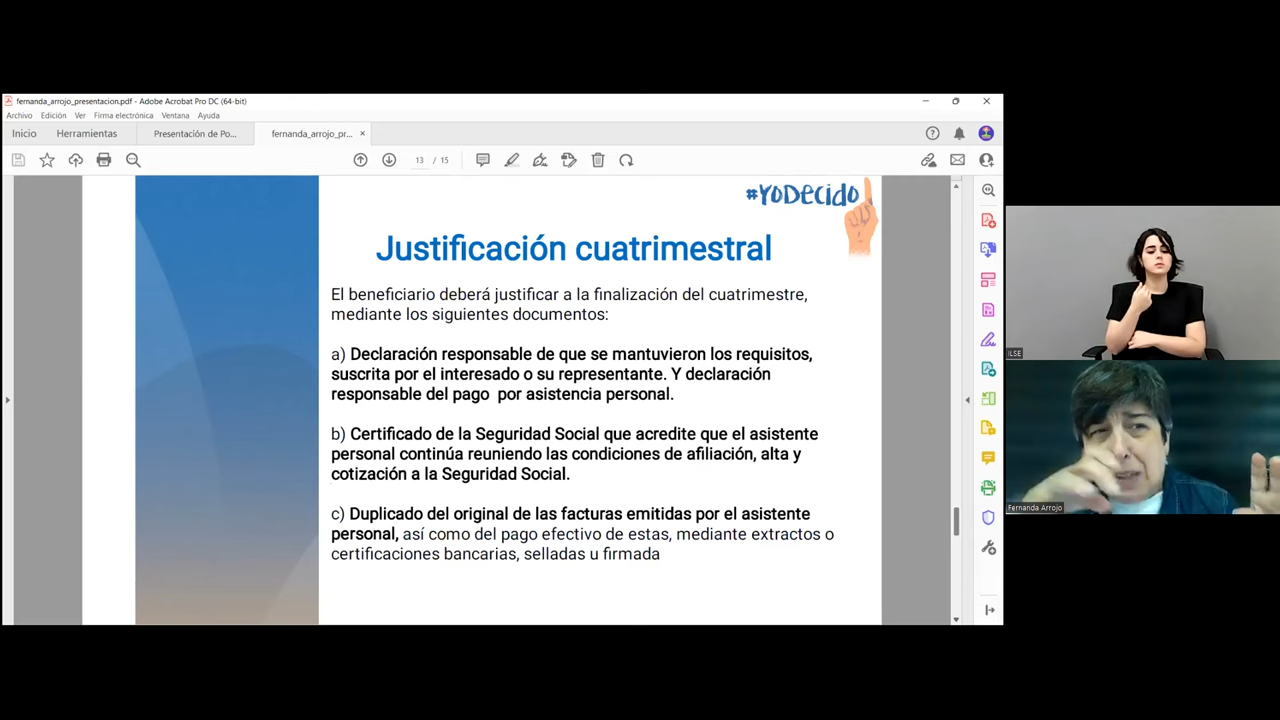 fernanda_arrojo_presentacion.pdf - Adobe Acrobat Pro DC (64-bit)
Archivo Edición Ver Firma electrónica Ventana Ayuda
Inicio Herramientas Presentación de Po... fernanda_arrojo_pr... ×
13 / 15
#YoDecido
Justificación cuatrimestral
El beneficiario deberá justificar a la finalización del cuatrimestre,
mediante los siguientes documentos:
a) Declaración responsable de que se mantuvieron los requisitos,
suscrita por el interesado o su representante. Y declaración
responsable del pago por asistencia personal.
b) Certificado de la Seguridad Social que acredite que el asistente
personal continúa reuniendo las condiciones de afiliación, alta y
cotización a la Seguridad Social.
c) Duplicado del original de las facturas emitidas por el asistente
personal, así como del pago efectivo de estas, mediante extractos o
certificaciones bancarias, selladas u firmada
ILSE
Fernanda Arrojo